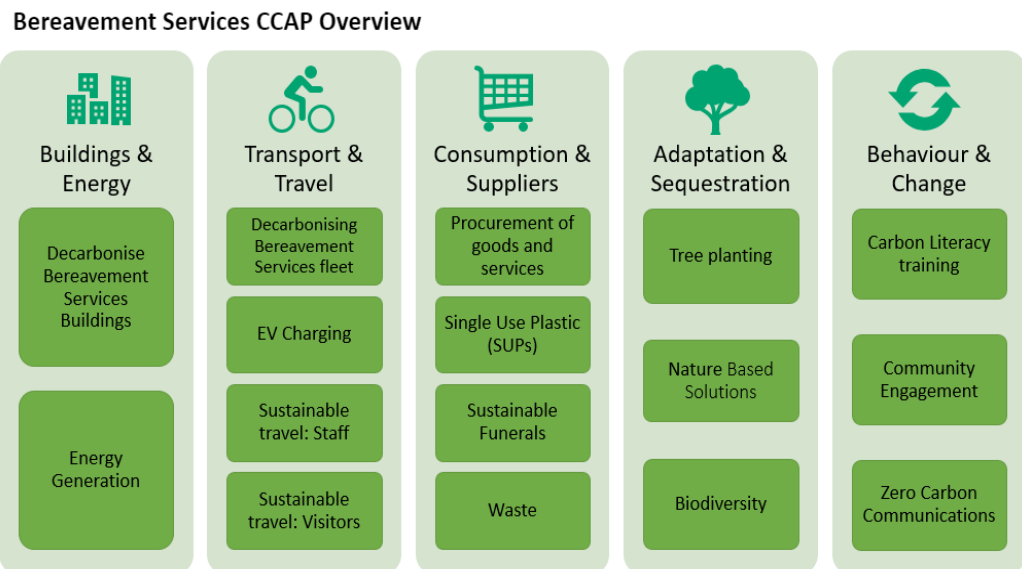 Bereavement Services CCAP Overview
Buildings &
Energy
Decarbonise
Bereavement
Services
Buildings
Energy
Generation
Transport &
Travel
Decarbonising
Bereavement
Services fleet
EV Charging
Sustainable
travel: Staff
Sustainable
travel: Visitors
Consumption &
Suppliers
Procurement of
goods and
services
Single Use Plastic
(SUPs)
Sustainable
Funerals
Waste
Adaptation &
Sequestration
Tree planting
Nature Based
Solutions
Biodiversity
Behaviour &
Change
Carbon Literacy
training
Community
Engagement
Zero Carbon
Communications